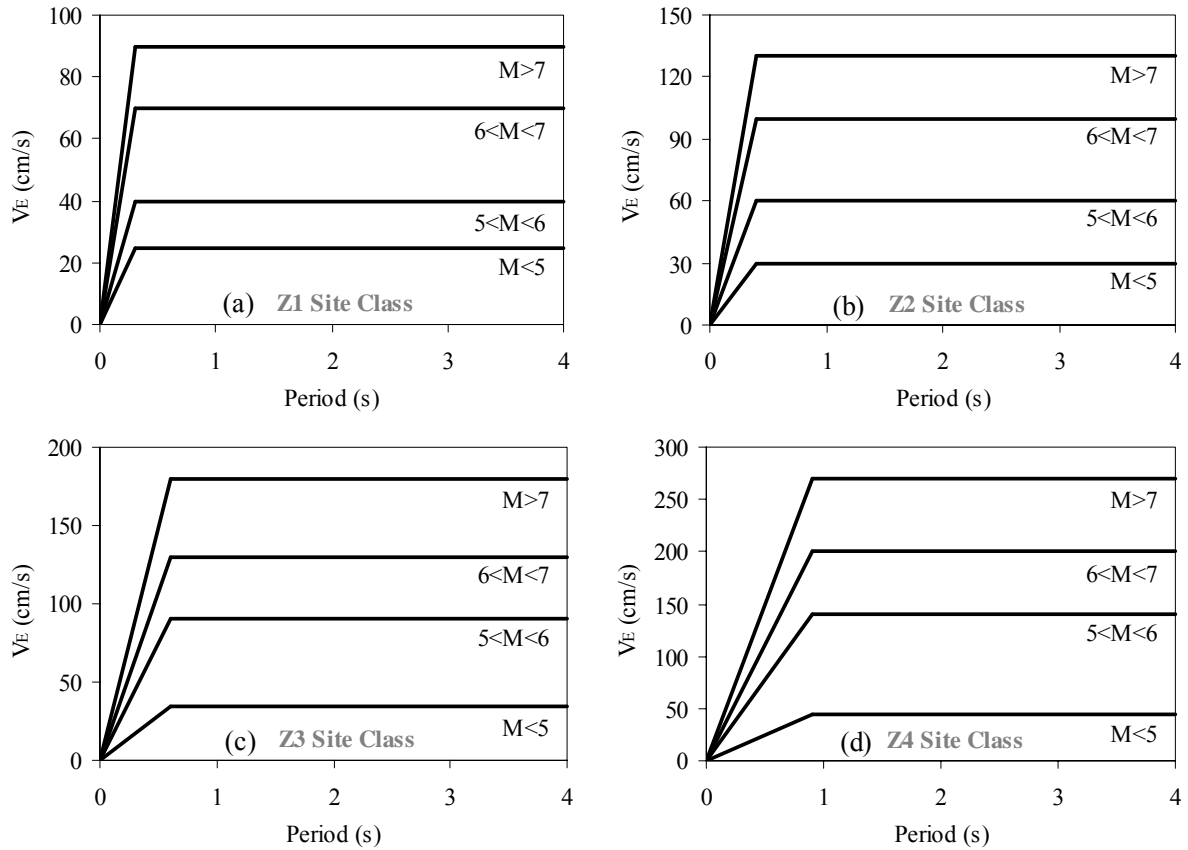 100
80
60
40
20
0
VE (cm/s)
M>7
6<M<7
5<M<6
M<5
(a) Z1 Site Class
0 1 2 3 4
Period (s)
150
120
90
60
30
0
VE (cm/s)
M>7
6<M<7
5<M<6
M<5
(b) Z2 Site Class
0 1 2 3 4
Period (s)
200
150
100
50
0
VE (cm/s)
M>7
6<M<7
5<M<6
M<5
(c) Z3 Site Class
0 1 2 3 4
Period (s)
300
250
200
150
100
50
0
VE (cm/s)
M>7
6<M<7
5<M<6
M<5
(d) Z4 Site Class
0 1 2 3 4
Period (s)